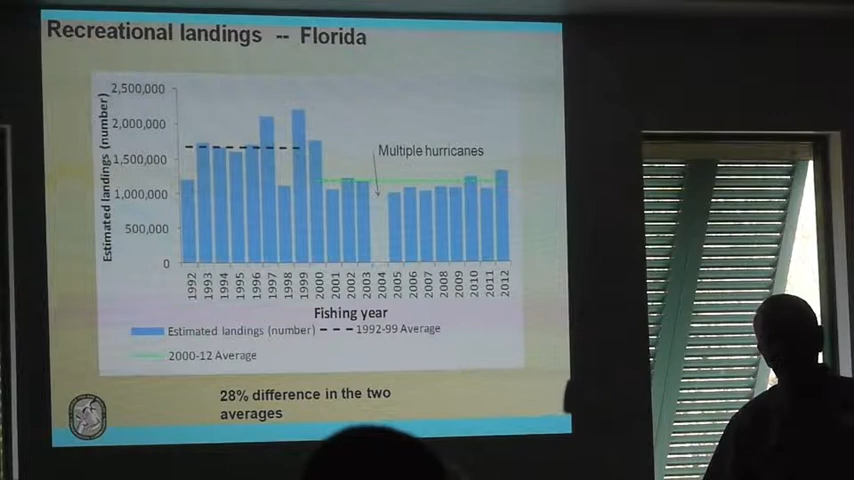 Recreational landings -- Florida
Estimated landings (number)
2,500,000
2,000,000
1,500,000
1,000,000
500,000
0
Multiple hurricanes
1992 1993 1994 1995 1996 1997 1998 1999 2000 2001 2002 2003 2004 2005 2006 2007 2008 2009 2010 2011 2012
Fishing year
Estimated landings (number) 1992-99 Average
2000-12 Average
28% difference in the two
averages